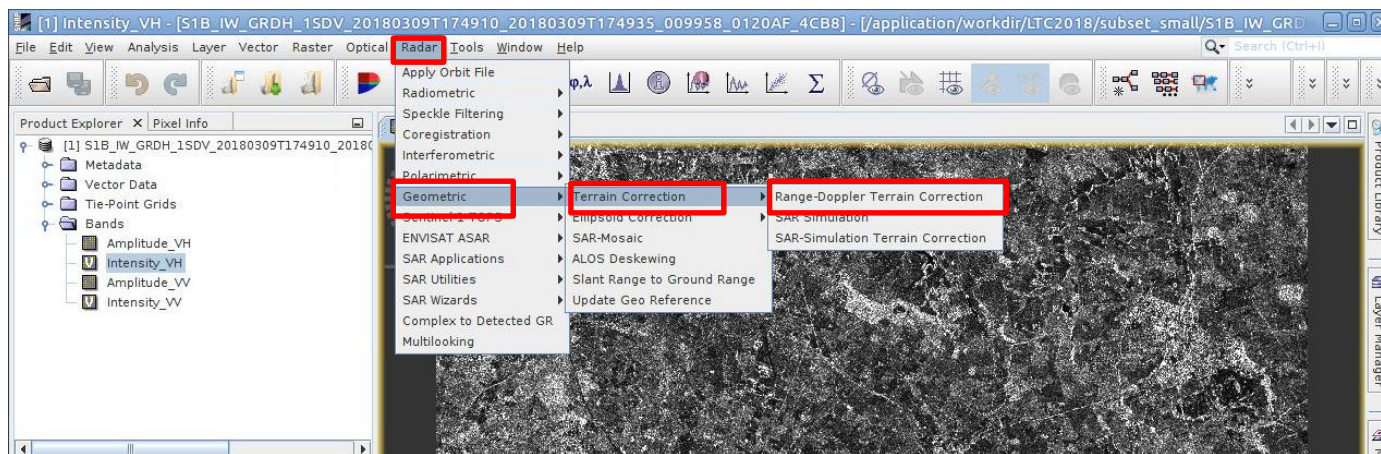 [1] Intensity_VH - [S1B_IW_GRDH_1SDV_20180309T174910_20180309T174935_009958_0120AF_4CB8] - [/application/workdir/LTC2018/subset_small/S1B_IW_GRD
File Edit View Analysis Layer Vector Raster Optical Radar Tools Window Help
Search (Ctrl+I)
φ,λ
Σ
Product Explorer X Pixel Info
[1] S1B_IW_GRDH_1SDV_20180309T174910_2018
Metadata
Vector Data
Tie-Point Grids
Bands
Amplitude_VH
Intensity_VH
Amplitude_VV
Intensity_VV
Apply Orbit File
Radiometric
Speckle Filtering
Coregistration
Interferometric
Polarimetric
Geometric
Sentinel-1 TOPS
ENVISAT ASAR
SAR Applications
SAR Utilities
SAR Wizards
Complex to Detected GR
Multilooking
Terrain Correction
Ellipsoid Correction
SAR-Mosaic
ALOS Deskewing
Slant Range to Ground Range
Update Geo Reference
Range-Doppler Terrain Correction
SAR Simulation
SAR-Simulation Terrain Correction
Product Library
Layer Manager